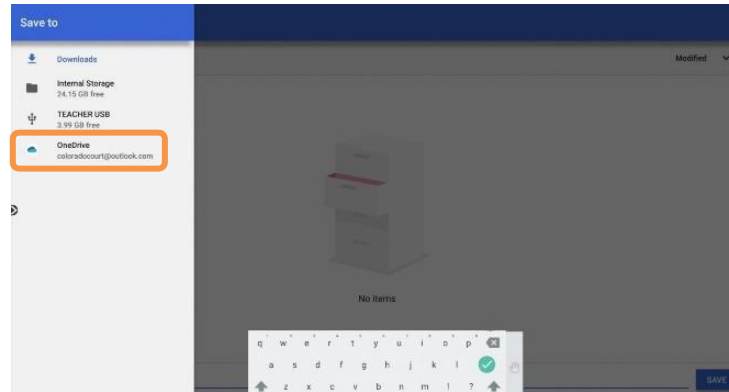 Save to
Downloads
Modified
Internal Storage
24.15 GB free
TEACHER USB
3.99 GB free
OneDrive
coloradocourt@outlook.com
No items
q w e r t y u i o p
a s d f g h j k l
z x c v b n m ! ?
SAVE